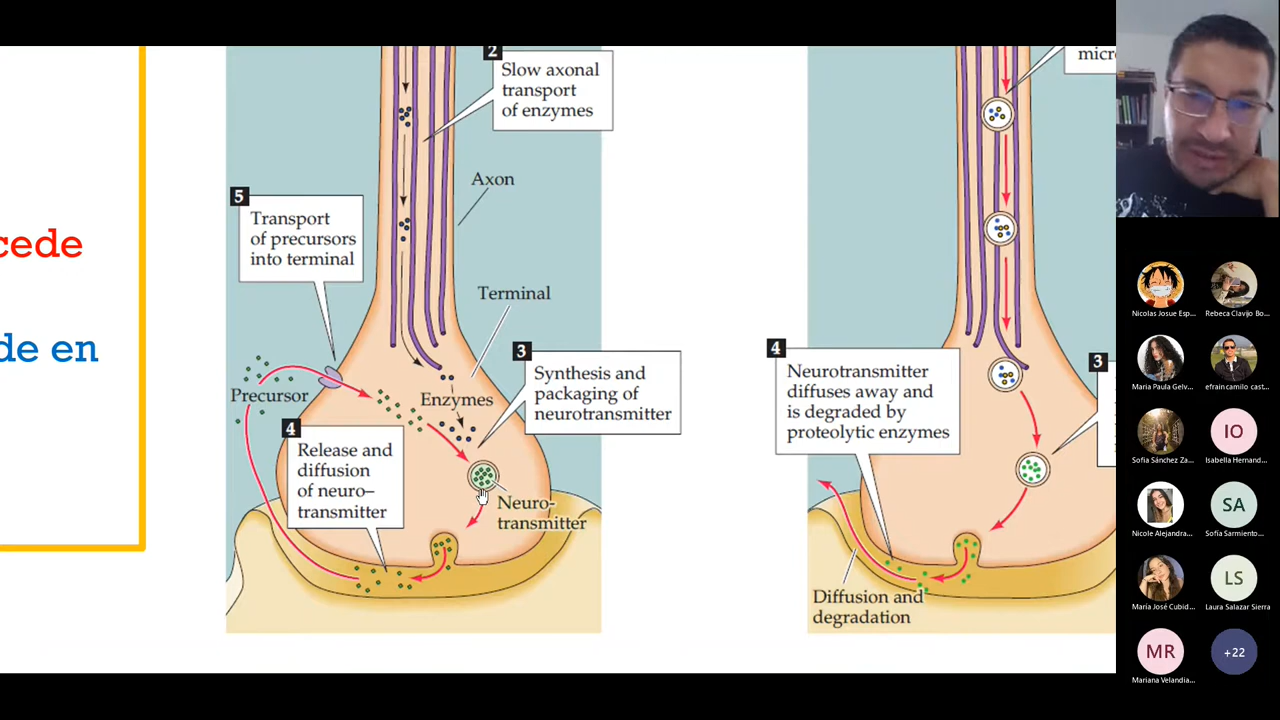 cede
de en
2
Slow axonal
transport
of enzymes
Axon
5
Transport
of precursors
into terminal
Terminal
3
Synthesis and
packaging of
neurotransmitter
Precursor
Enzymes
4
Release and
diffusion
of neuro–
transmitter
Neuro-
transmitter
micro
4
Neurotransmitter
diffuses away and
is degraded by
proteolytic enzymes
3
Diffusion and
degradation
Nicolas Josue Esp...
Rebeca Clavijo Bo...
Maria Paula Gelv...
efrain camilo cast...
Sofía Sánchez Za...
IO
Isabella Hernand...
Nicole Alejandra...
SA
Sofía Sarmiento...
María José Cubid...
LS
Laura Salazar Sierra
MR
Mariana Velandia...
+22